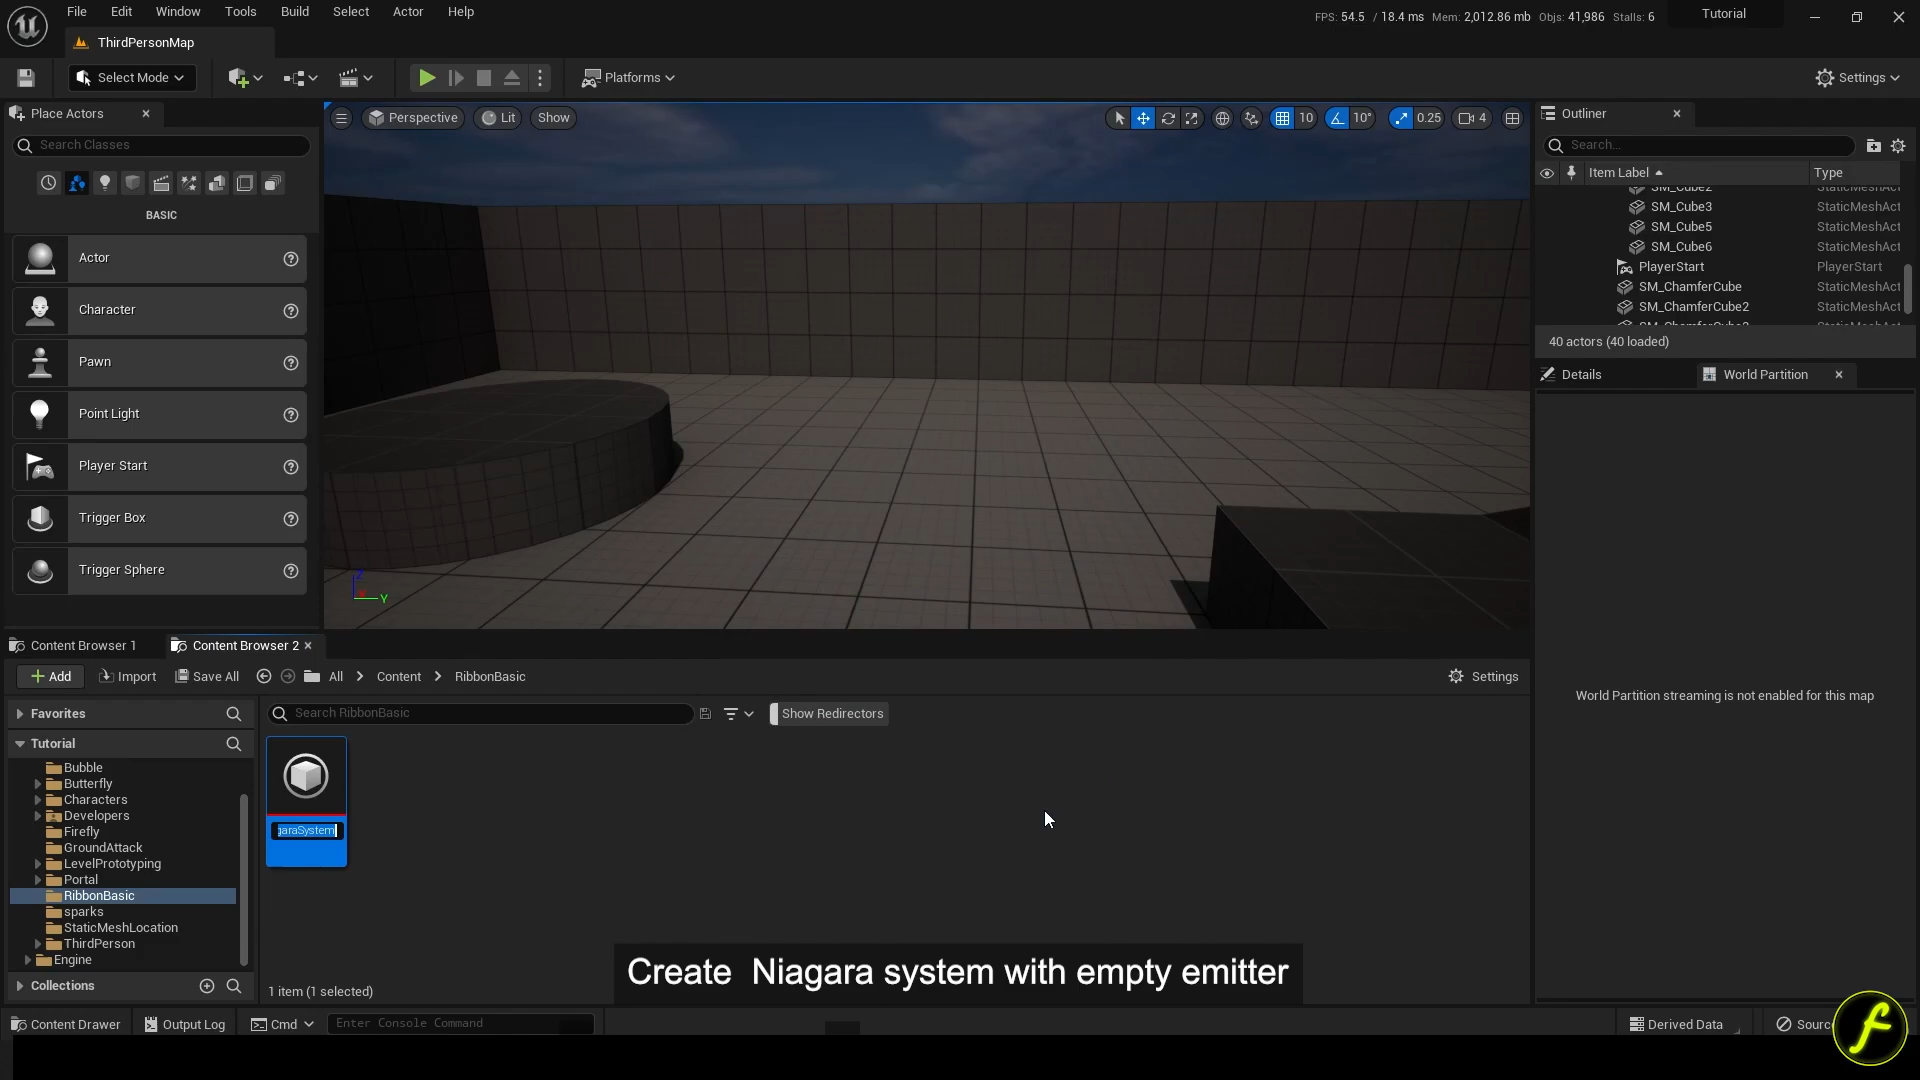 File Edit Window Tools Build Select Actor Help
FPS: 54.5 / 18.4 ms Mem: 2,012.86 mb Objs: 41,986 Stalls: 6
Tutorial
ThirdPersonMap
Select Mode
Platforms
Settings
Place Actors
Search Classes
BASIC
Actor
Character
Pawn
Point Light
Player Start
Trigger Box
Trigger Sphere
Perspective Lit Show
10 10° 0.25 4
Z
Y
Outliner
Search...
Item Label Type
SM_Cube2 StaticMeshAct
SM_Cube3 StaticMeshAct
SM_Cube5 StaticMeshAct
SM_Cube6 StaticMeshAct
PlayerStart PlayerStart
SM_ChamferCube StaticMeshAct
SM_ChamferCube2 StaticMeshAct
40 actors (40 loaded)
Details World Partition
World Partition streaming is not enabled for this map
Content Browser 1 Content Browser 2
Add Import Save All All Content RibbonBasic Settings
Favorites
Tutorial
Bubble
Butterfly
Characters
Developers
Firefly
GroundAttack
LevelPrototyping
Portal
RibbonBasic
sparks
StaticMeshLocation
ThirdPerson
Engine
Collections
Search RibbonBasic
Show Redirectors
garaSystem
1 item (1 selected)
Create Niagara system with empty emitter
Content Drawer Output Log Cmd Enter Console Command
Derived Data Sourc
f